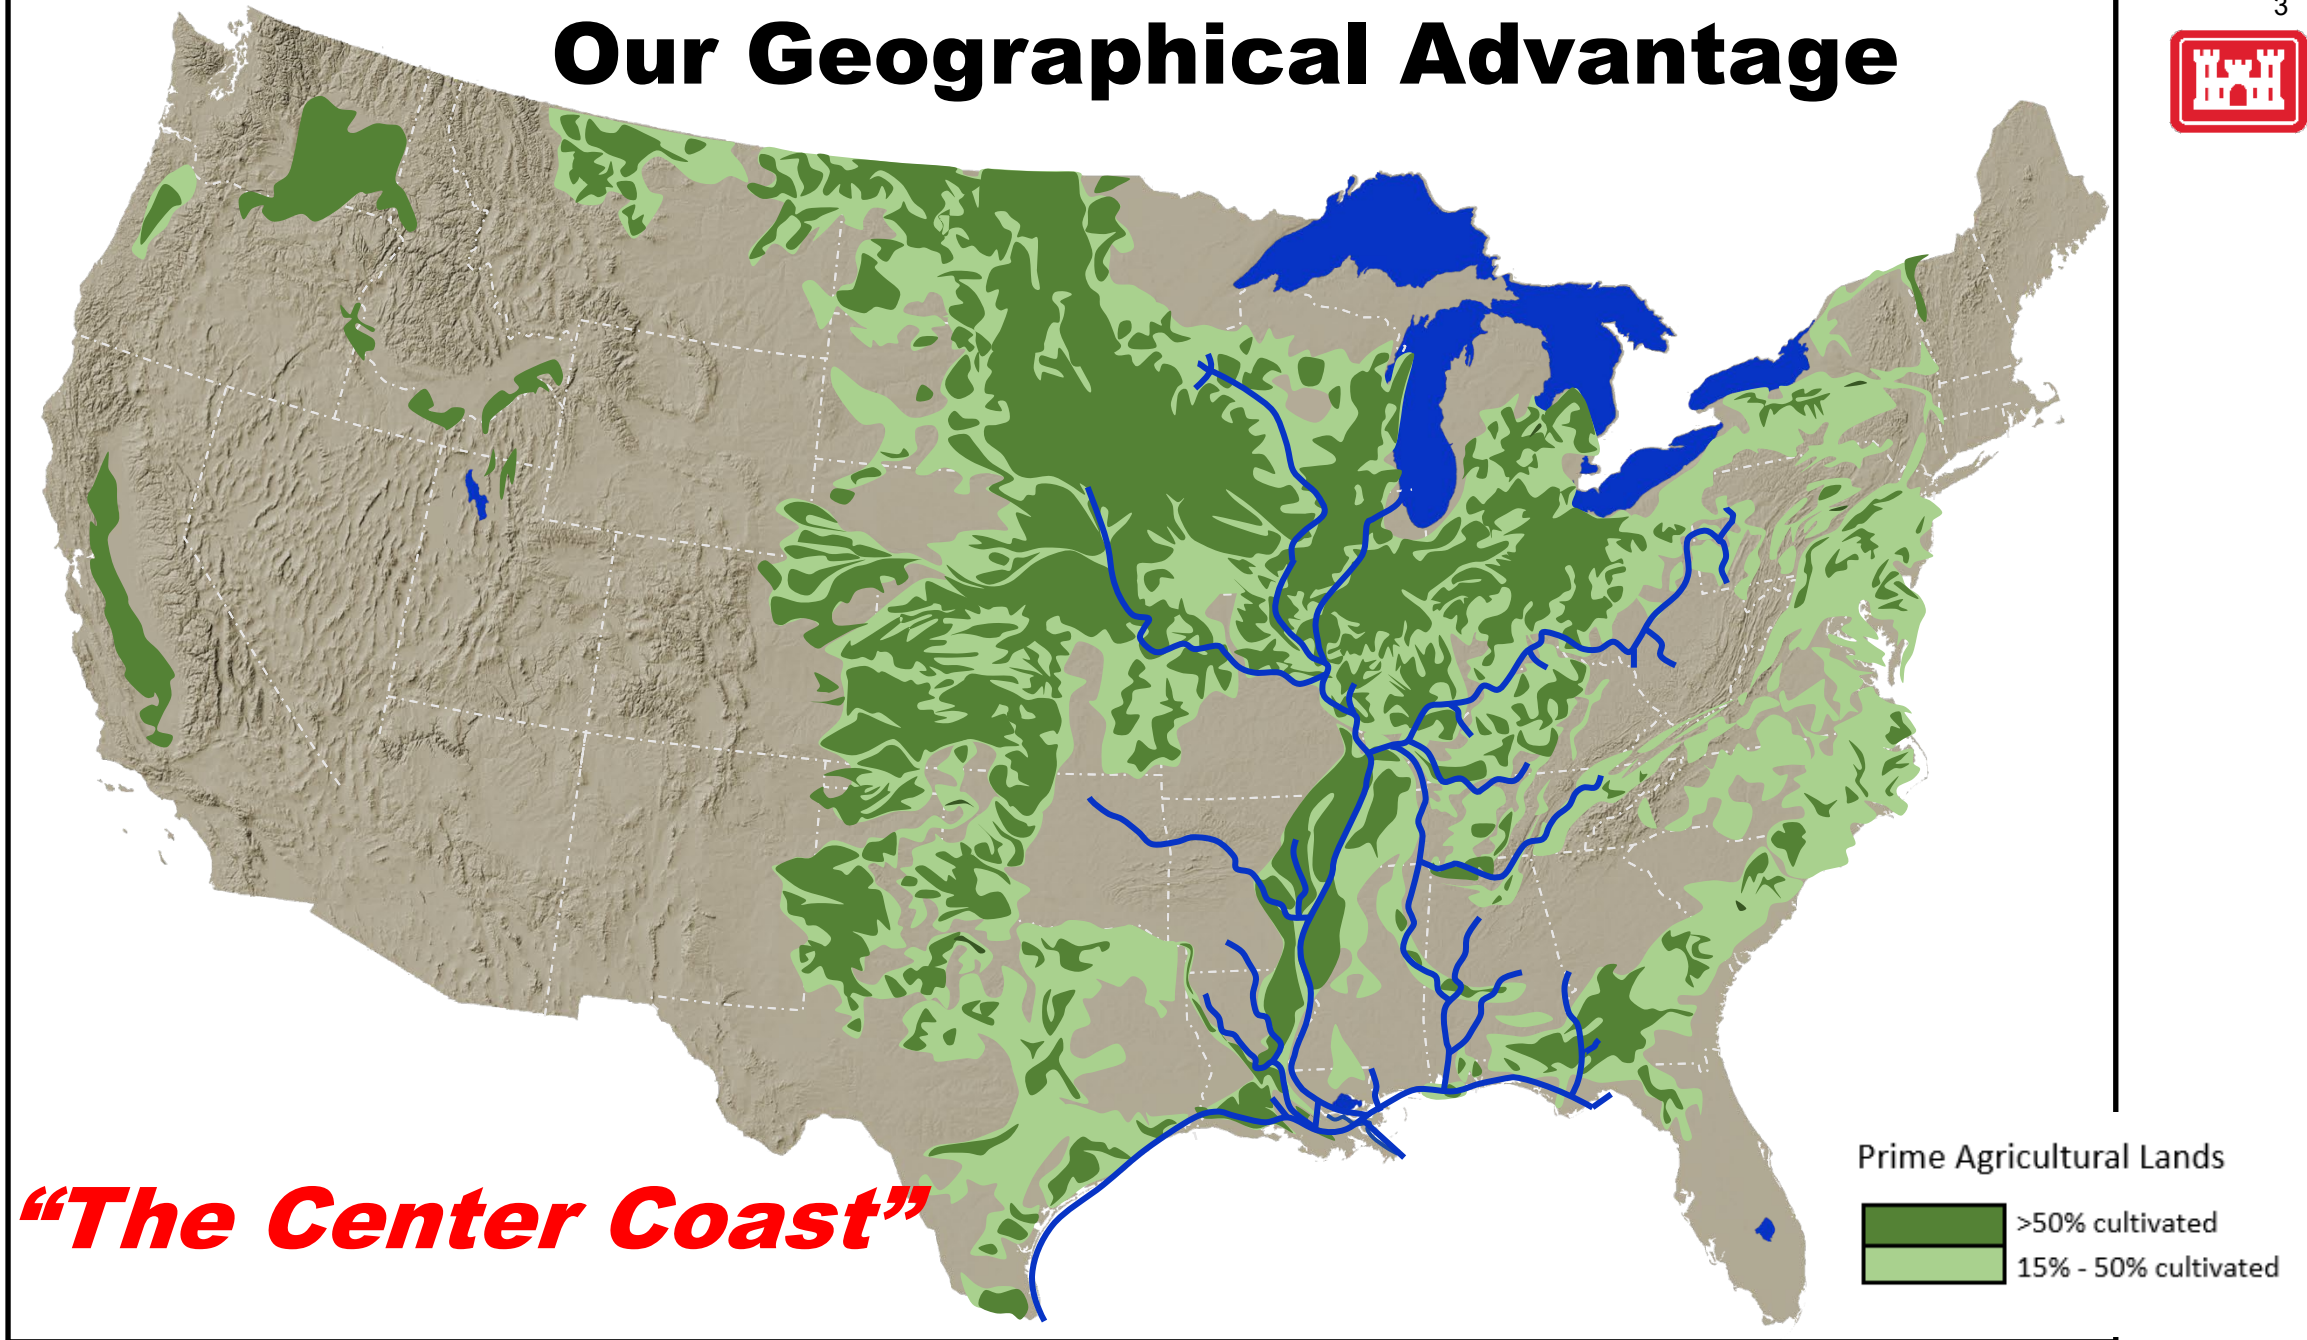 3
Our Geographical Advantage
“The Center Coast”
Prime Agricultural Lands
>50% cultivated
15% - 50% cultivated